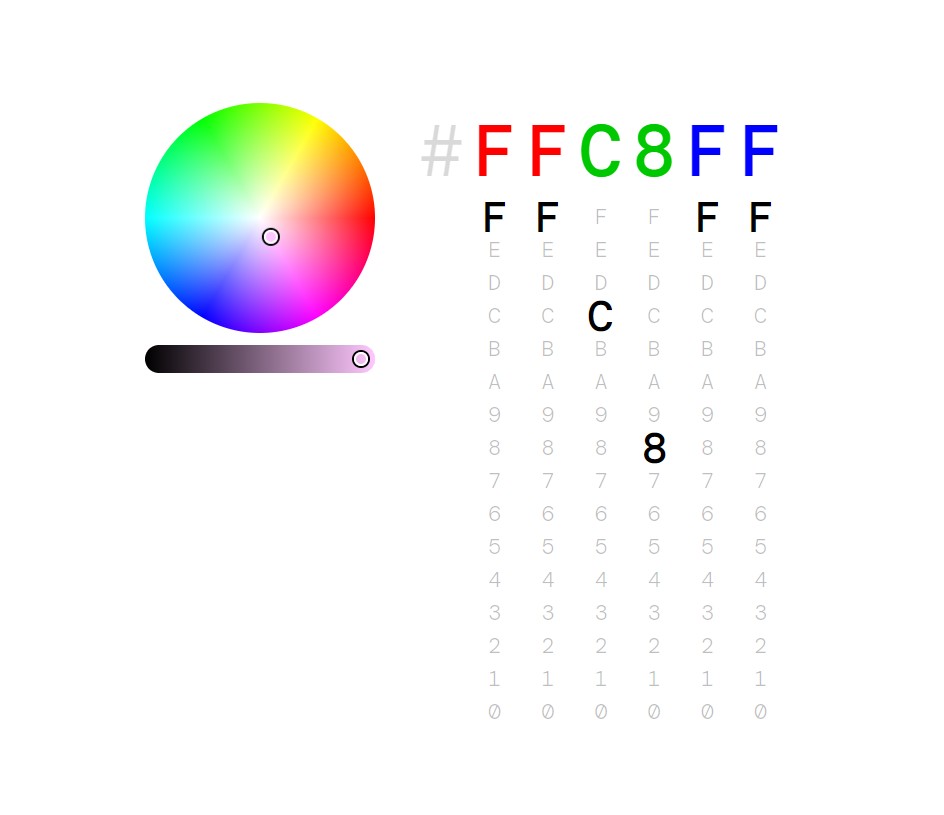 #FFC8FF
F F F F F F
E E E E E E
D D D D D D
C C C C C C
B B B B B B
A A A A A A
9 9 9 9 9 9
8 8 8 8 8 8
7 7 7 7 7 7
6 6 6 6 6 6
5 5 5 5 5 5
4 4 4 4 4 4
3 3 3 3 3 3
2 2 2 2 2 2
1 1 1 1 1 1
0 0 0 0 0 0